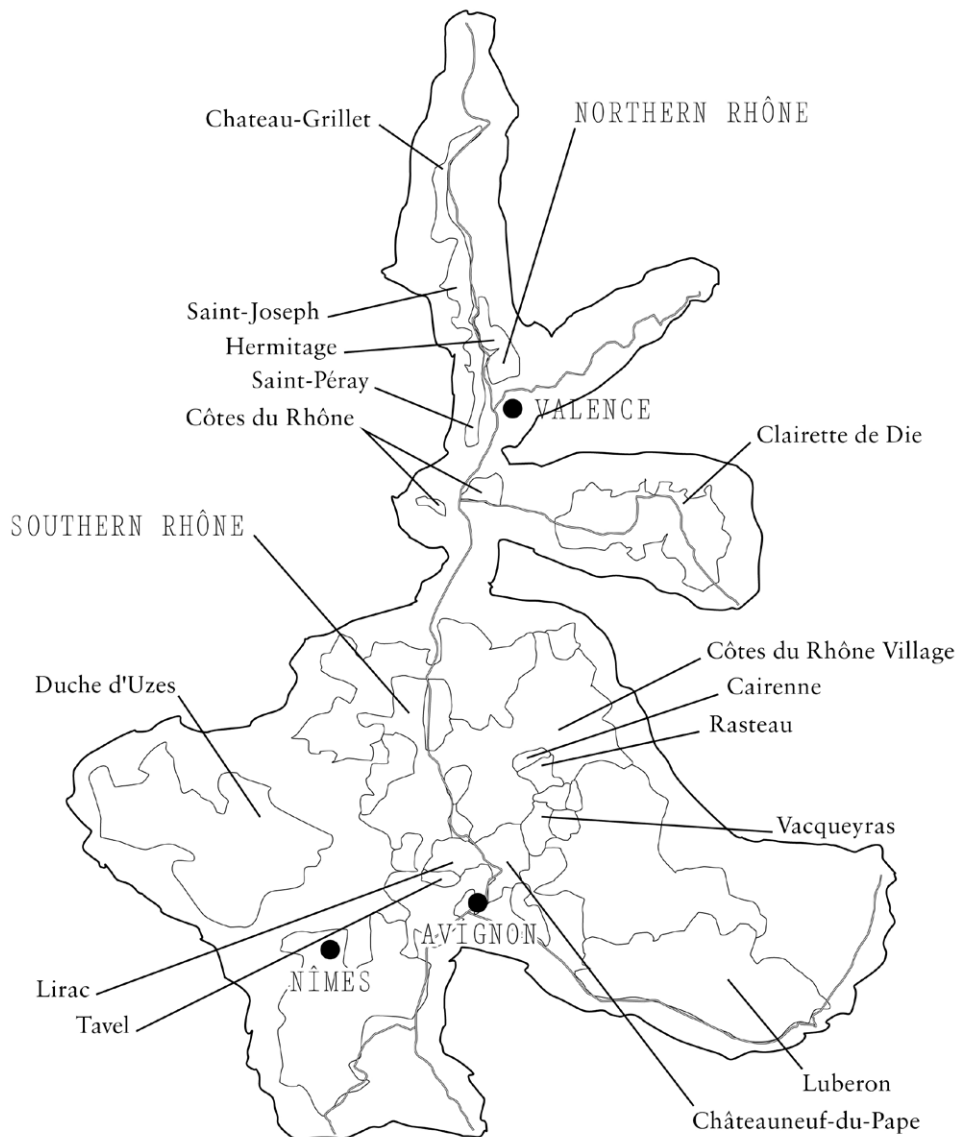 Chateau-Grillet
NORTHERN RHÔNE
Saint-Joseph
Hermitage
Saint-Péray
Côtes du Rhône
VALENCE
Clairette de Die
SOUTHERN RHÔNE
Côtes du Rhône Village
Duche d'Uzes
Cairenne
Rasteau
Vacqueyras
AVIGNON
NÎMES
Lirac
Tavel
Luberon
Châteauneuf-du-Pape